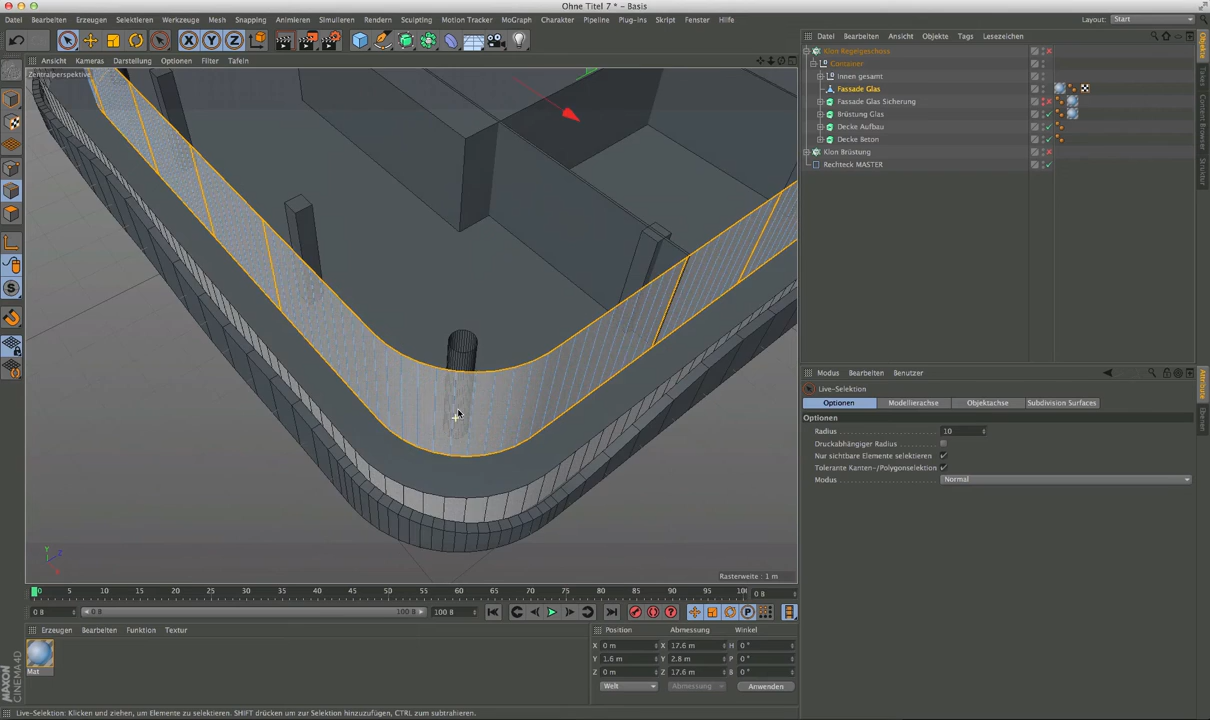 Ohne Titel 7 * - Basis
Datei Bearbeiten Erzeugen Selektieren Werkzeuge Mesh Snapping Animieren Simulieren Rendern Sculpting Motion Tracker MoGraph Charakter Pipeline Plug-ins Skript Fenster Hilfe Layout: Start
Ansicht Kameras Darstellung Optionen Filter Tafeln
Zentralperspektive
Rasterweite : 1 m
Datei Bearbeiten Ansicht Objekte Tags Lesezeichen
Klon Regelgeschoss
Container
Innen gesamt
Fassade Glas
Fassade Glas Sicherung
Brüstung Glas
Decke Aufbau
Decke Beton
Klon Brüstung
Rechteck MASTER
Objekte
Takes
Content Browser
Struktur
Modus Bearbeiten Benutzer
Live-Selektion
Optionen Modellierachse Objektachse Subdivision Surfaces
Optionen
Radius 10
Druckabhängiger Radius
Nur sichtbare Elemente selektieren ✓
Tolerante Kanten-/Polygonselektion ✓
Modus Normal
Attribute
Ebenen
0 5 10 15 20 25 30 35 40 45 50 55 60 65 70 75 80 85 90 95 100 0 B
0 B 0 B 100 B 100 B
Erzeugen Bearbeiten Funktion Textur
Mat
Position Abmessung Winkel
X 0 m X 17.6 m H 0 °
Y 1.6 m Y 2.8 m P 0 °
Z 0 m Z 17.6 m B 0 °
Welt Abmessung Anwenden
MAXON CINEMA 4D
Live-Selektion: Klicken und ziehen, um Elemente zu selektieren. SHIFT drücken um zur Selektion hinzuzufügen, CTRL zum subtrahieren.